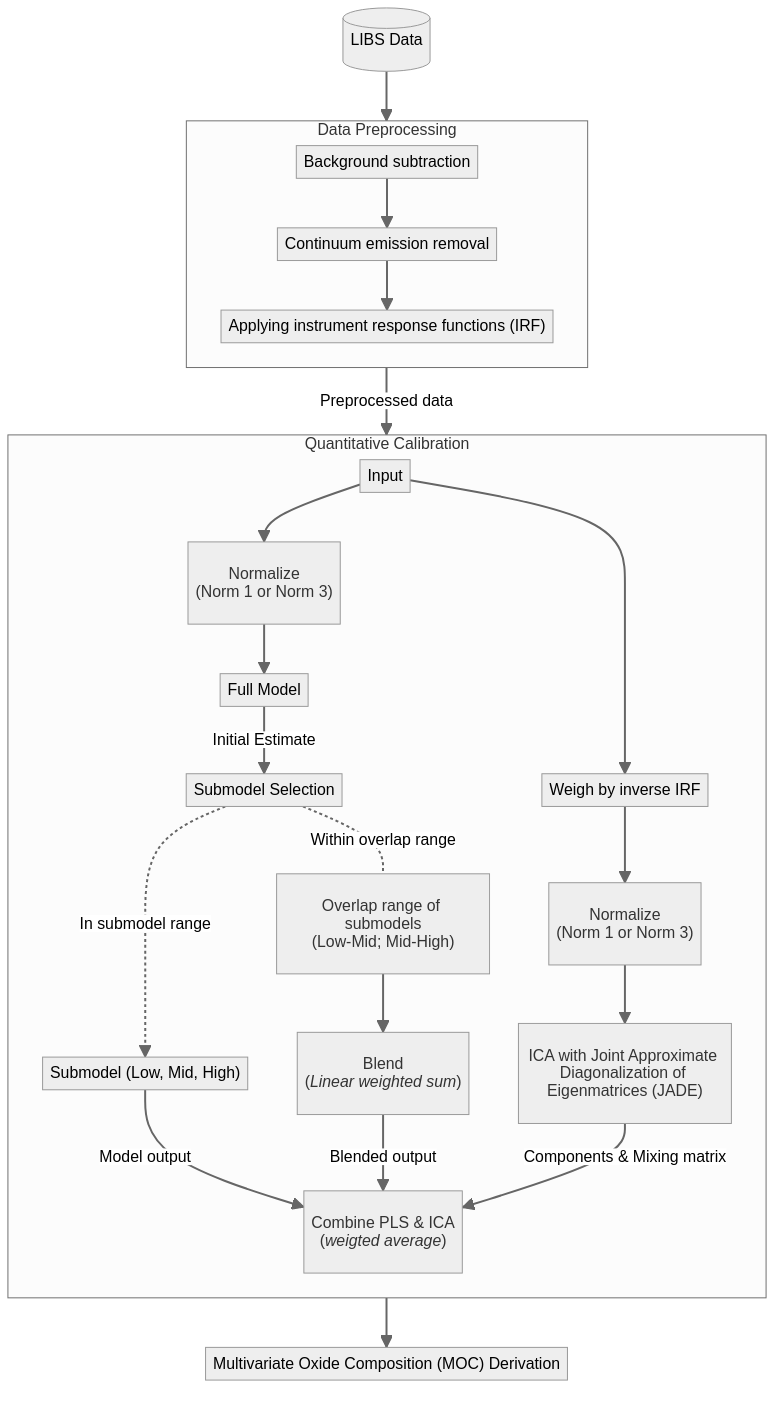 LIBS Data
Data Preprocessing
Background subtraction
Continuum emission removal
Applying instrument response functions (IRF)
Preprocessed data
Quantitative Calibration
Input
Normalize
(Norm 1 or Norm 3)
Full Model
Initial Estimate
Submodel Selection
Weigh by inverse IRF
Within overlap range
In submodel range
Overlap range of
submodels
(Low-Mid; Mid-High)
Normalize
(Norm 1 or Norm 3)
Submodel (Low, Mid, High)
Blend
(Linear weighted sum)
ICA with Joint Approximate
Diagonalization of
Eigenmatrices (JADE)
Model output
Blended output
Components & Mixing matrix
Combine PLS & ICA
(weigted average)
Multivariate Oxide Composition (MOC) Derivation